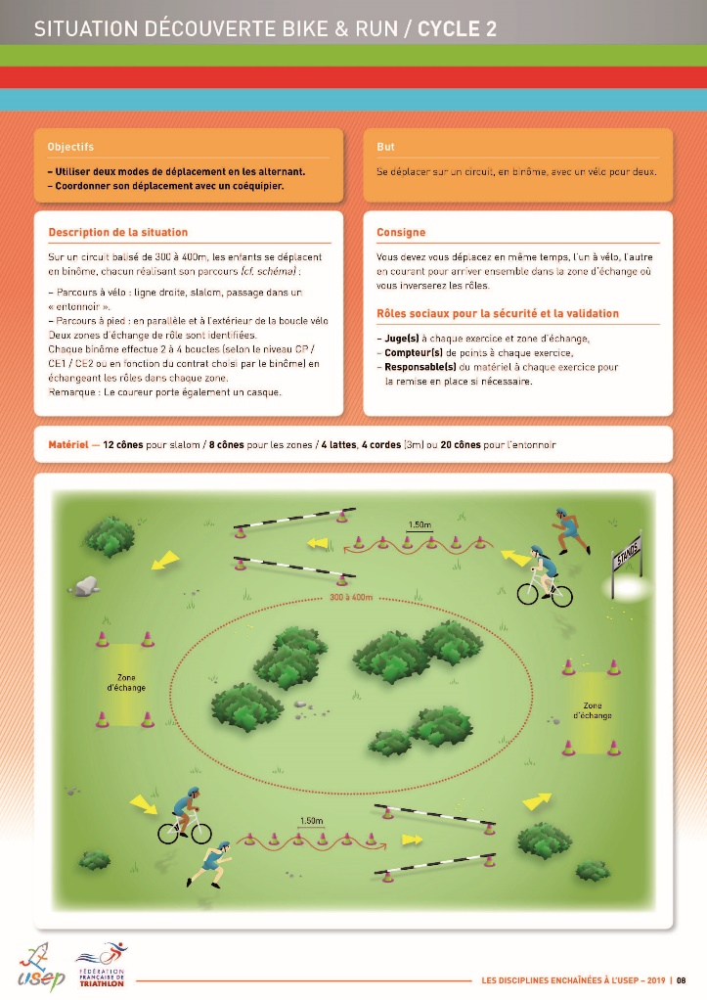 SITUATION DÉCOUVERTE BIKE & RUN / CYCLE 2
Objectifs
– Utiliser deux modes de déplacement en les alternant.
– Coordonner son déplacement avec un coéquipier.
But
Se déplacer sur un circuit, en binôme, avec un vélo pour deux.
Description de la situation
Sur un circuit balisé de 300 à 400m, les enfants se déplacent
en binôme, chacun réalisant son parcours (cf. schéma) :
– Parcours à vélo : ligne droite, slalom, passage dans un
« entonnoir ».
– Parcours à pied : en parallèle et à l'extérieur de la boucle vélo
Deux zones d'échange de rôle sont identifiées.
Chaque binôme effectue 2 à 4 boucles (selon le niveau CP /
CE1 / CE2 ou en fonction du contrat choisi par le binôme) en
échangeant les rôles dans chaque zone.
Remarque : Le coureur porte également un casque.
Consigne
Vous devez vous déplacez en même temps, l'un à vélo, l'autre
en courant pour arriver ensemble dans la zone d'échange où
vous inverserez les rôles.
Rôles sociaux pour la sécurité et la validation
– Juge(s) à chaque exercice et zone d'échange,
– Compteur(s) de points à chaque exercice,
– Responsable(s) du matériel à chaque exercice pour
la remise en place si nécessaire.
Matériel — 12 cônes pour slalom / 8 cônes pour les zones / 4 lattes, 4 cordes (3m) ou 20 cônes pour l'entonnoir
1.50m
STANDS
300 à 400m
Zone
d'échange
Zone
d'échange
1.50m
usep
FÉDÉRATION
FRANÇAISE DE
TRIATHLON
LES DISCIPLINES ENCHAÎNÉES À L'USEP – 2019 | 08